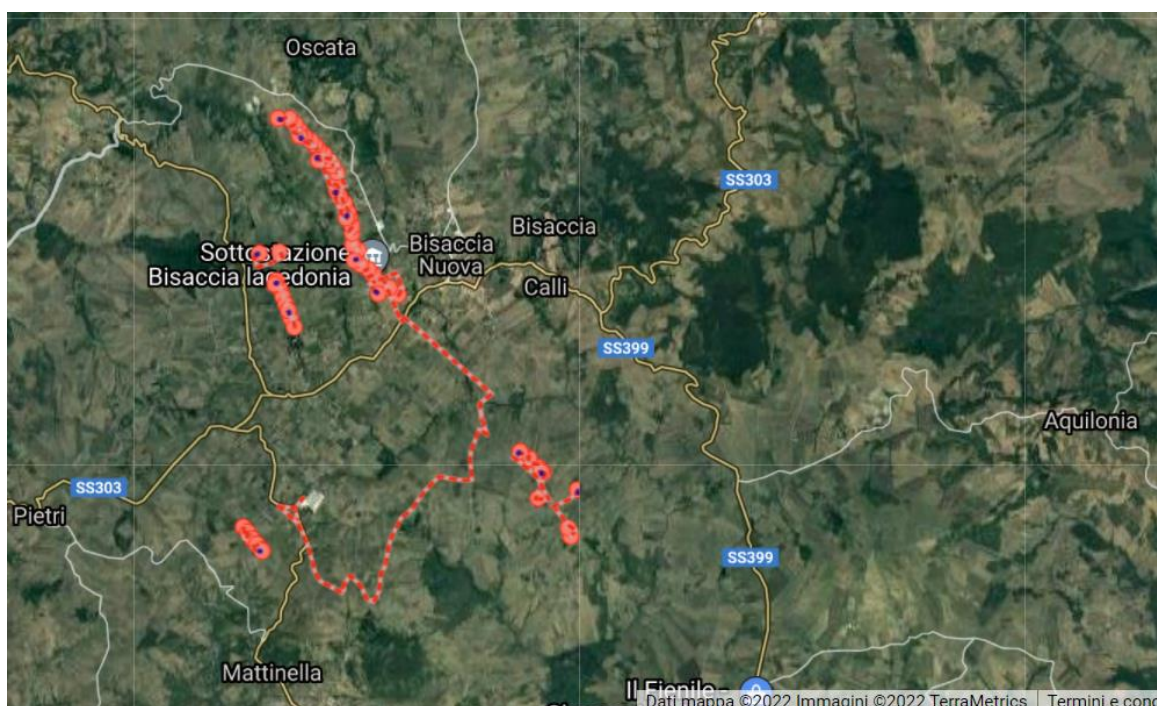 Oscata
SS303
Bisaccia
Bisaccia
Nuova
Sottostazione
Bisaccia lacedonia
Calli
SS399
Aquilonia
SS303
Pietri
SS399
Mattinella
Il Fienile
Dati mappa ©2022 Immagini ©2022 TerraMetrics
Termini e cond